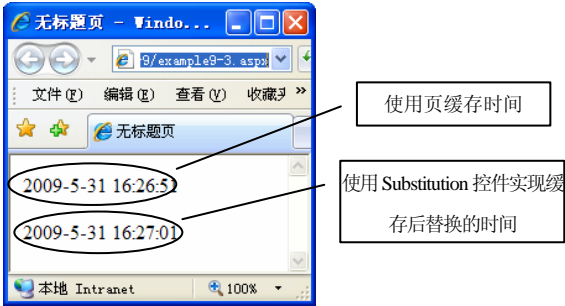 无标题页 - Windo...
9/example9-3.aspx
文件(F) 编辑(E) 查看(V) 收藏 »
无标题页
2009-5-31 16:26:51
2009-5-31 16:27:01
本地 Intranet 100%
使用页缓存时间
使用 Substitution 控件实现缓
存后替换的时间